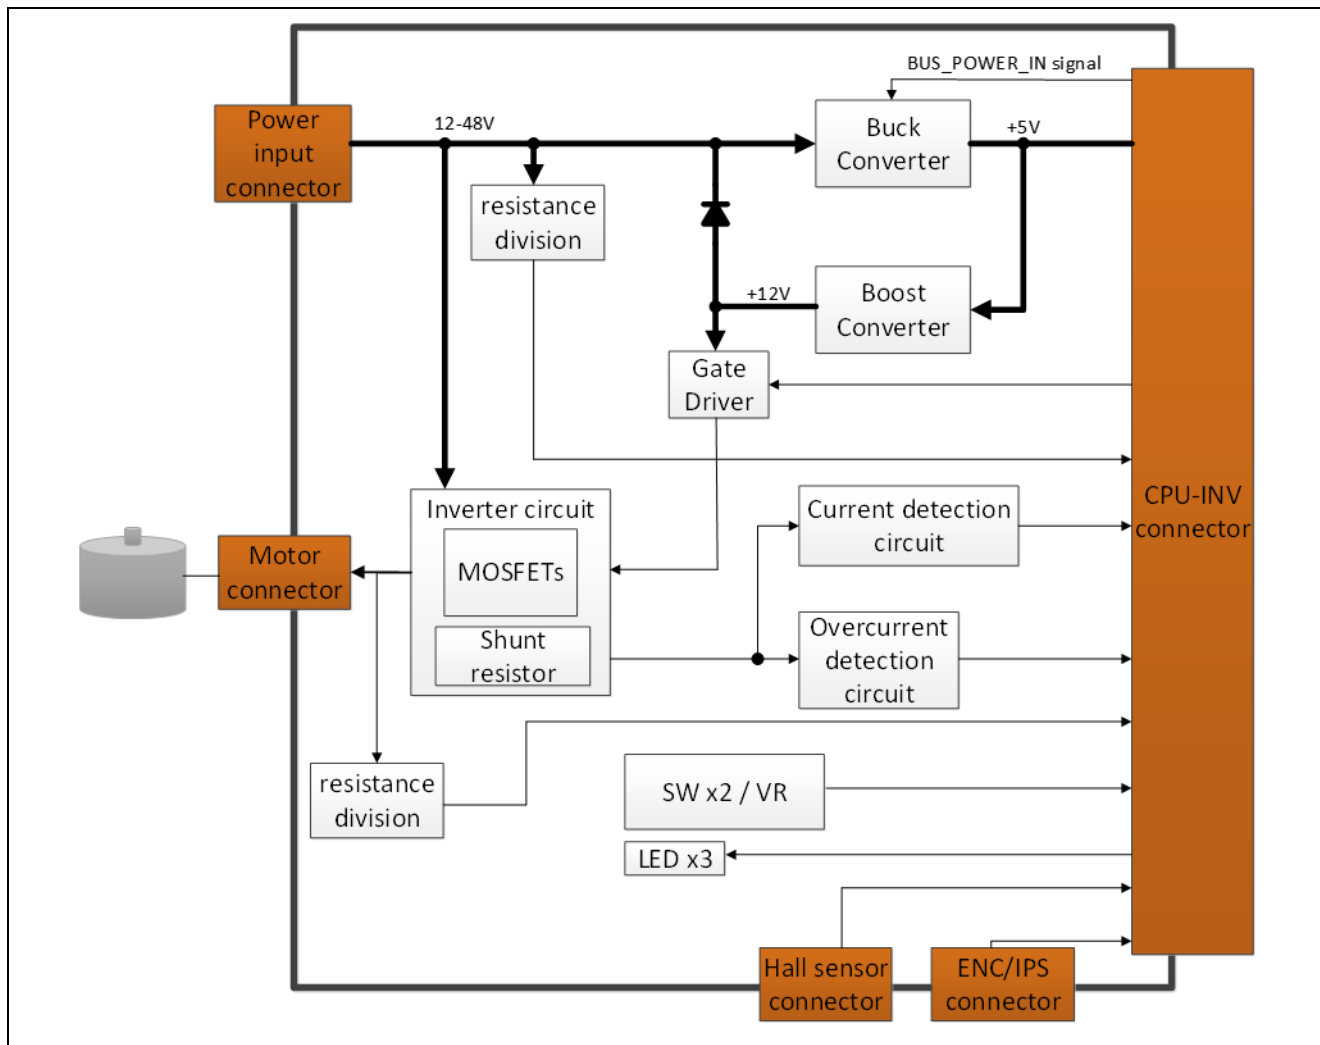 BUS_POWER_IN signal
Power
input
connector
12-48V
Buck
Converter
+5V
resistance
division
+12V
Boost
Converter
Gate
Driver
CPU-INV
connector
Inverter circuit
MOSFETs
Shunt
resistor
Current detection
circuit
Motor
connector
Overcurrent
detection
circuit
resistance
division
SW x2 / VR
LED x3
Hall sensor
connector
ENC/IPS
connector